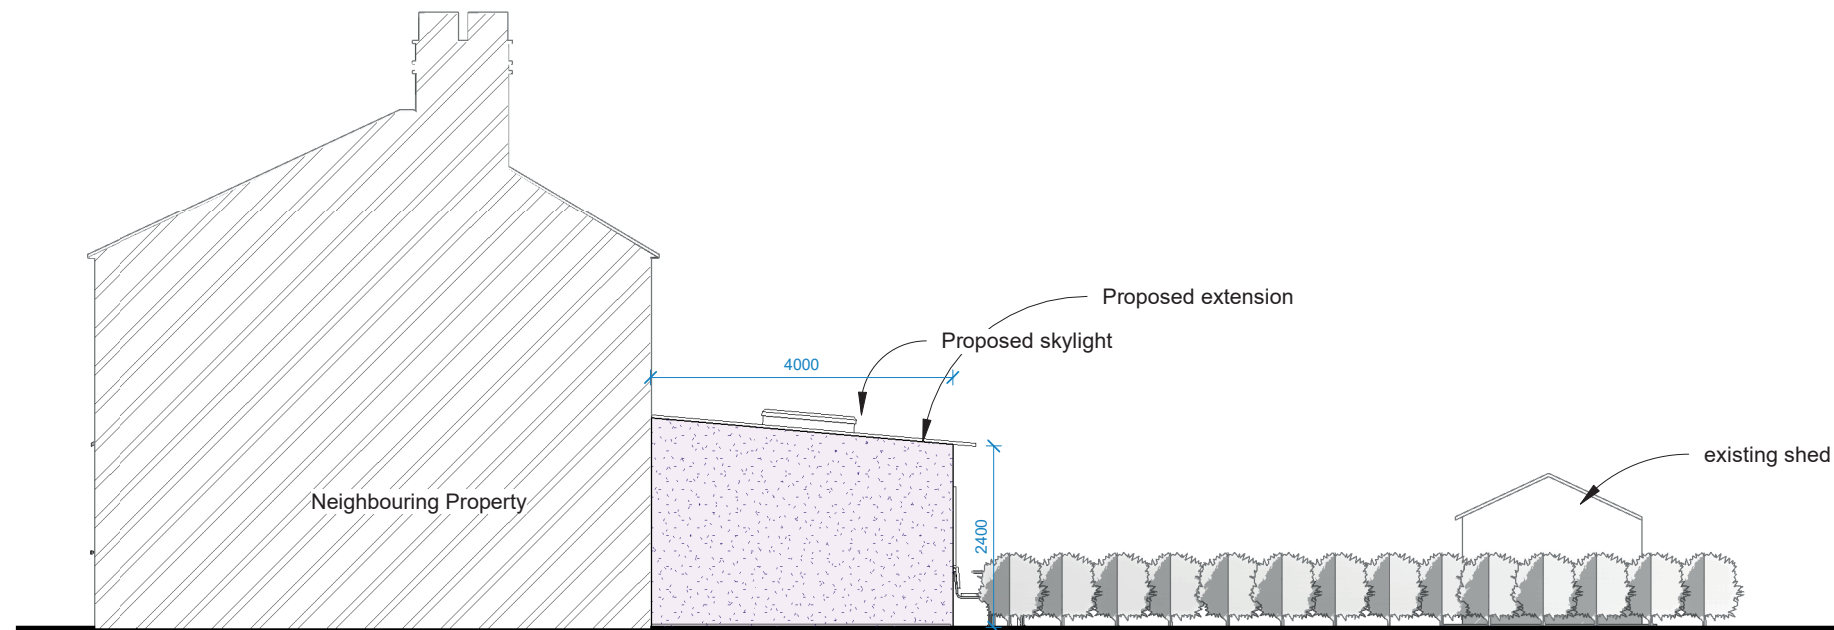 Proposed extension
Proposed skylight
4000
existing shed
Neighbouring Property
2400